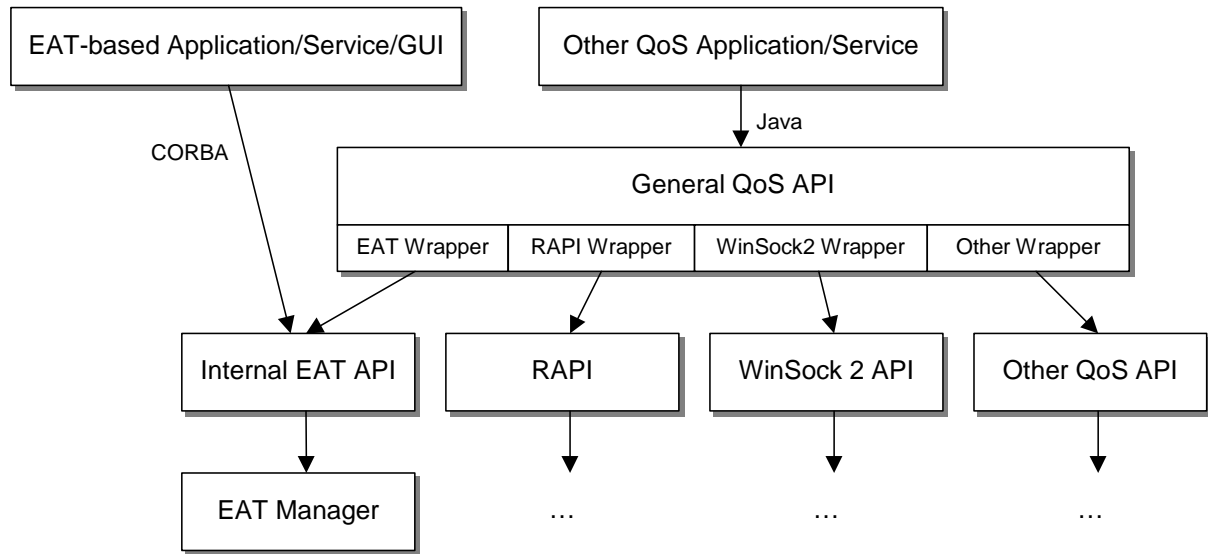 EAT-based Application/Service/GUI
Other QoS Application/Service
Java
CORBA
General QoS API
EAT Wrapper
RAPI Wrapper
WinSock2 Wrapper
Other Wrapper
Internal EAT API
RAPI
WinSock 2 API
Other QoS API
EAT Manager
…
…
…